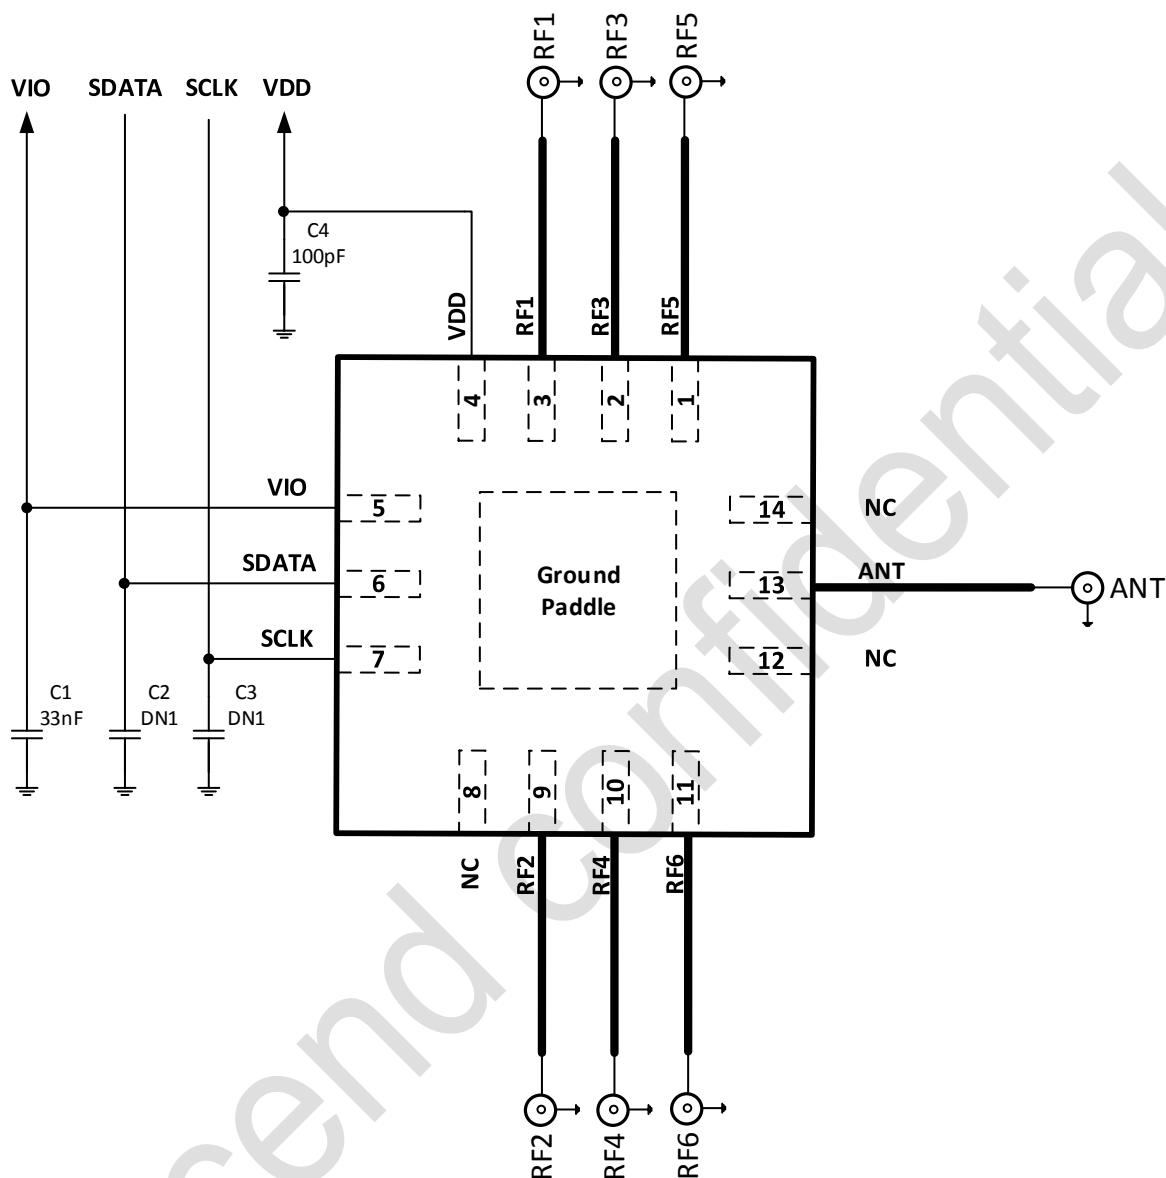 RF1
RF3
RF5
VIO
SDATA
SCLK
VDD
C4
100pF
VDD
RF1
RF3
RF5
4
3
2
1
VIO
5
14
NC
SDATA
6
Ground
Paddle
13
ANT
ANT
SCLK
7
12
NC
C1
33nF
C2
DN1
C3
DN1
8
9
10
11
NC
RF2
RF4
RF6
RF2
RF4
RF6
cend confidential